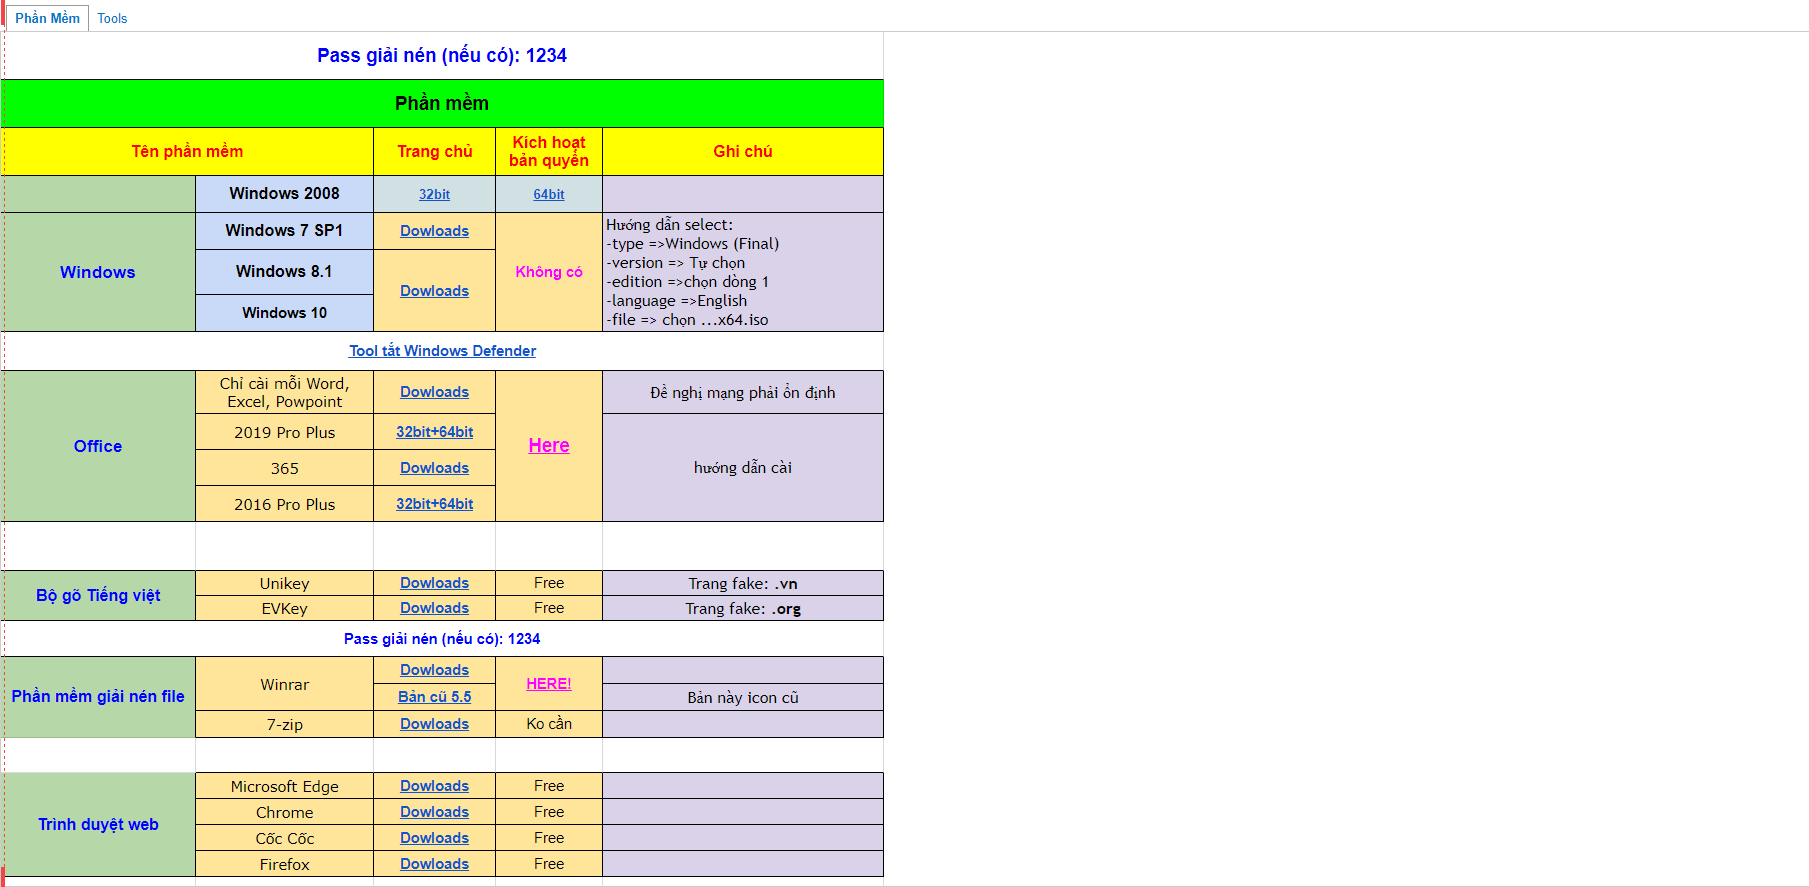 Phần Mềm Tools
Pass giải nén (nếu có): 1234
Phần mềm
Tên phần mềm
Trang chủ
Kích hoạt
bản quyền
Ghi chú
Windows 2008
32bit
64bit
Windows
Windows 7 SP1
Dowloads
Windows 8.1
Dowloads
Windows 10
Không có
Hướng dẫn select:
-type =>Windows (Final)
-version => Tự chọn
-edition =>chọn dòng 1
-language =>English
-file => chọn ...x64.iso
Tool tắt Windows Defender
Office
Chỉ cài mỗi Word,
Excel, Powpoint
Dowloads
Here
Đề nghị mạng phải ổn định
2019 Pro Plus
32bit+64bit
365
Dowloads
hướng dẫn cài
2016 Pro Plus
32bit+64bit
Bộ gõ Tiếng việt
Unikey
Dowloads
Free
Trang fake: .vn
EVKey
Dowloads
Free
Trang fake: .org
Pass giải nén (nếu có): 1234
Phần mềm giải nén file
Winrar
Dowloads
HERE!
Bản cũ 5.5
Bản này icon cũ
7-zip
Dowloads
Ko cần
Trình duyệt web
Microsoft Edge
Dowloads
Free
Chrome
Dowloads
Free
Cốc Cốc
Dowloads
Free
Firefox
Dowloads
Free